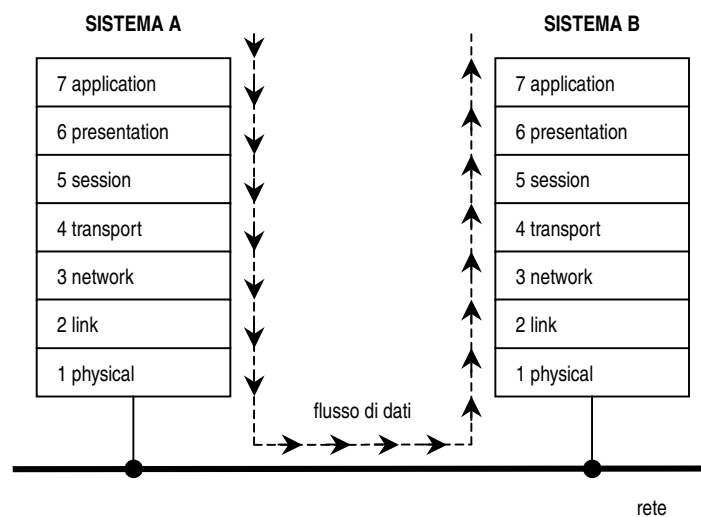 SISTEMA A
7 application
6 presentation
5 session
4 transport
3 network
2 link
1 physical
flusso di dati
SISTEMA B
7 application
6 presentation
5 session
4 transport
3 network
2 link
1 physical
rete